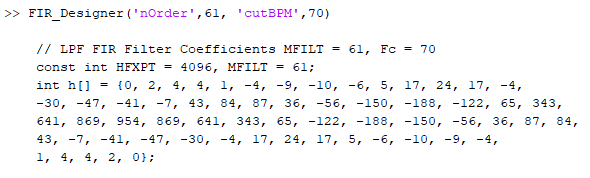 >> FIR_Designer('nOrder',61, 'cutBPM',70)
// LPF FIR Filter Coefficients MFILT = 61, Fc = 70
const int HFXPT = 4096, MFILT = 61;
int h[] = {0, 2, 4, 4, 1, -4, -9, -10, -6, 5, 17, 24, 17, -4,
-30, -47, -41, -7, 43, 84, 87, 36, -56, -150, -188, -122, 65, 343,
641, 869, 954, 869, 641, 343, 65, -122, -188, -150, -56, 36, 87, 84,
43, -7, -41, -47, -30, -4, 17, 24, 17, 5, -6, -10, -9, -4,
1, 4, 4, 2, 0};